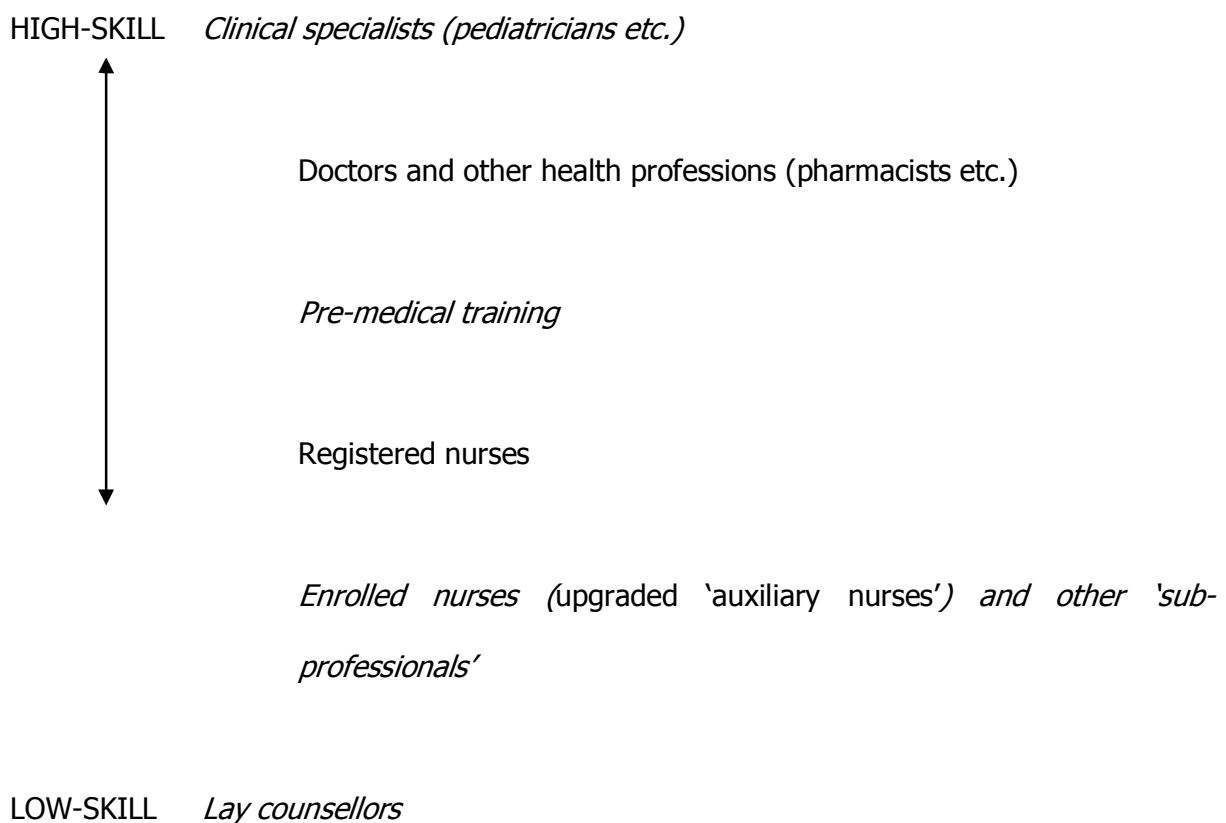 HIGH-SKILL Clinical specialists (pediatricians etc.)
Doctors and other health professions (pharmacists etc.)
Pre-medical training
Registered nurses
Enrolled nurses (upgraded ‘auxiliary nurses’) and other ‘sub-
professionals’
LOW-SKILL Lay counsellors